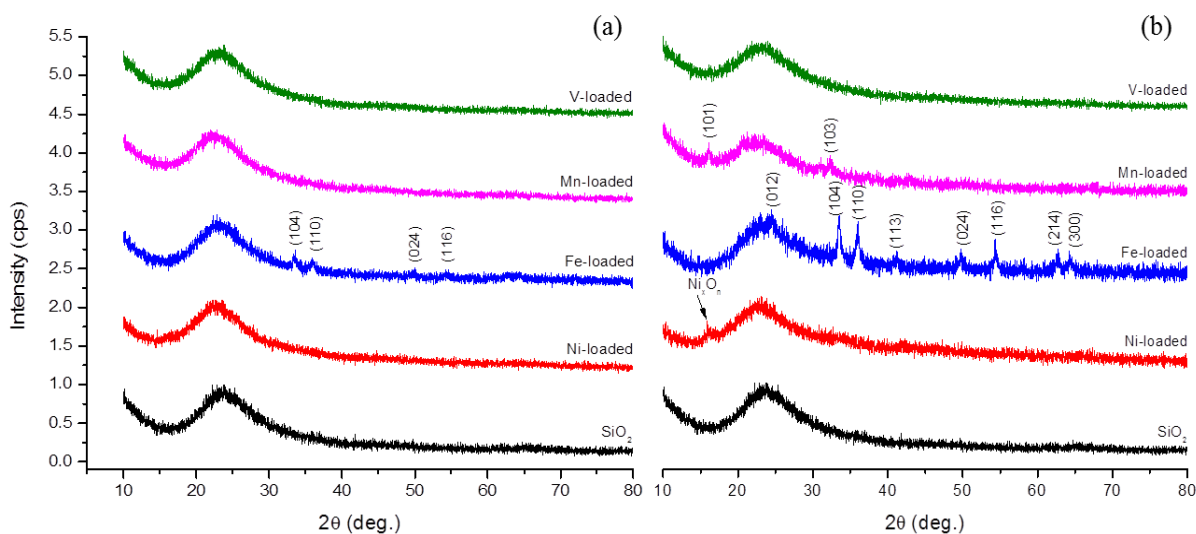 (a)
Intensity (cps)
5.5
5.0
4.5
4.0
3.5
3.0
2.5
2.0
1.5
1.0
0.5
0.0
V-loaded
Mn-loaded
(104)
(110)
(024)
(116)
Fe-loaded
Ni-loaded
SiO₂
10 20 30 40 50 60 70 80
2θ (deg.)
(b)
V-loaded
(101)
(103)
Mn-loaded
(012)
(104)
(110)
(113)
(024)
(116)
(214)
(300)
Fe-loaded
NiₓOₙ
Ni-loaded
SiO₂
10 20 30 40 50 60 70 80
2θ (deg.)